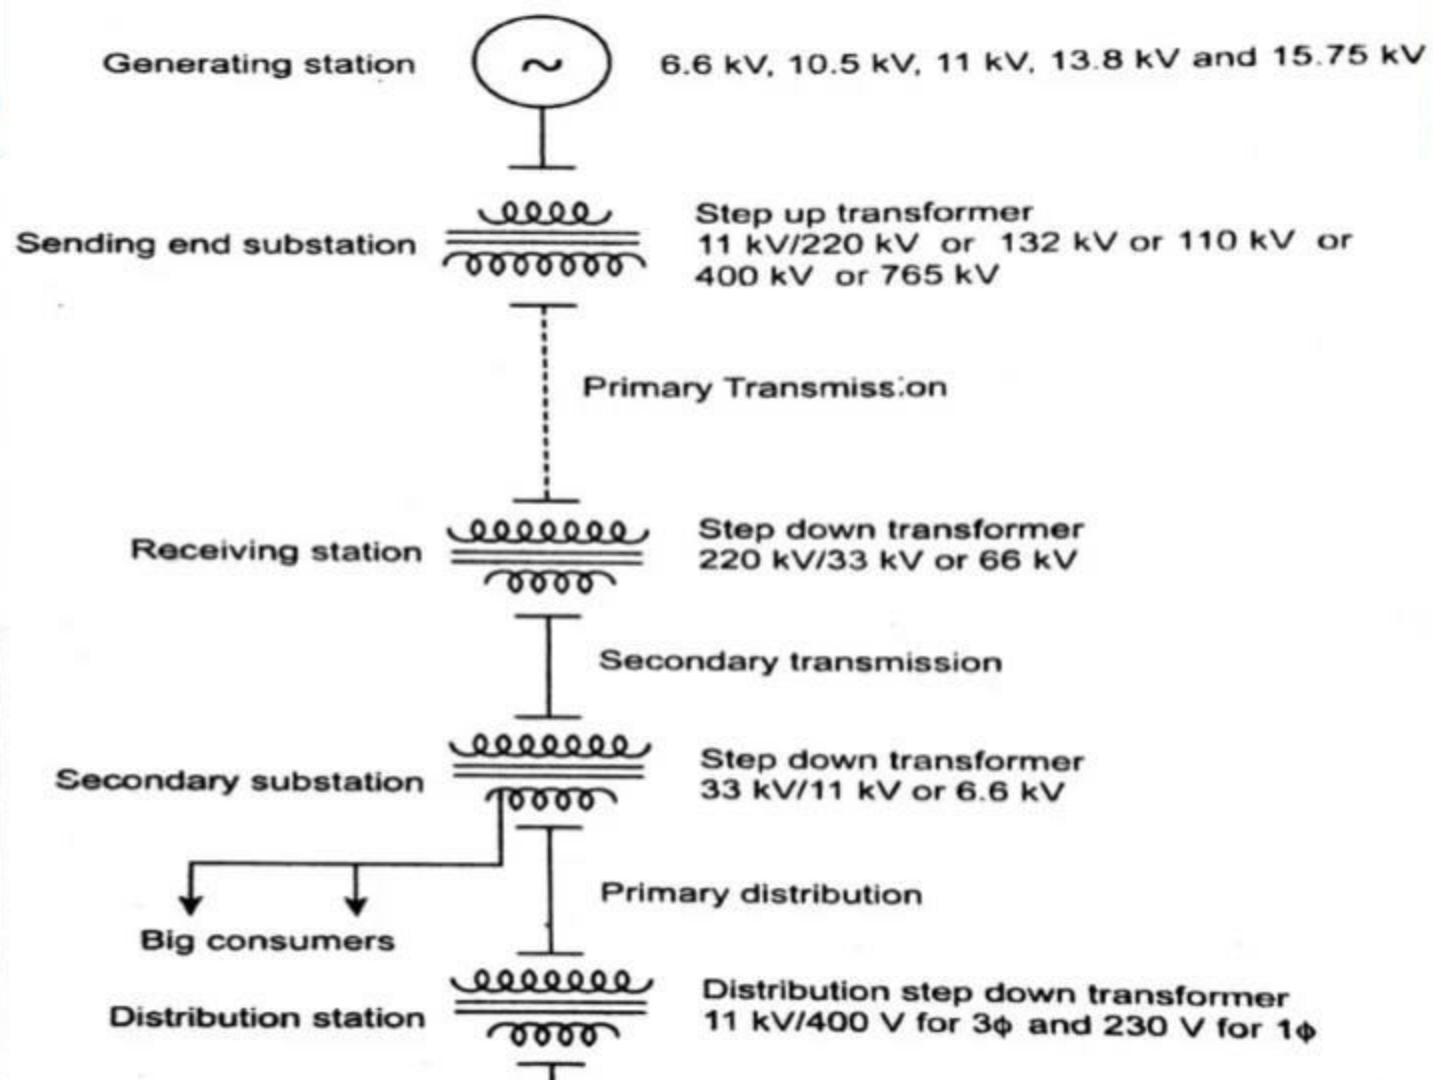 Generating station
6.6 kV, 10.5 kV, 11 kV, 13.8 kV and 15.75 kV
Sending end substation
Step up transformer
11 kV/220 kV or 132 kV or 110 kV or
400 kV or 765 kV
Primary Transmission
Receiving station
Step down transformer
220 kV/33 kV or 66 kV
Secondary transmission
Secondary substation
Step down transformer
33 kV/11 kV or 6.6 kV
Primary distribution
Big consumers
Distribution station
Distribution step down transformer
11 kV/400 V for 3ϕ and 230 V for 1ϕ